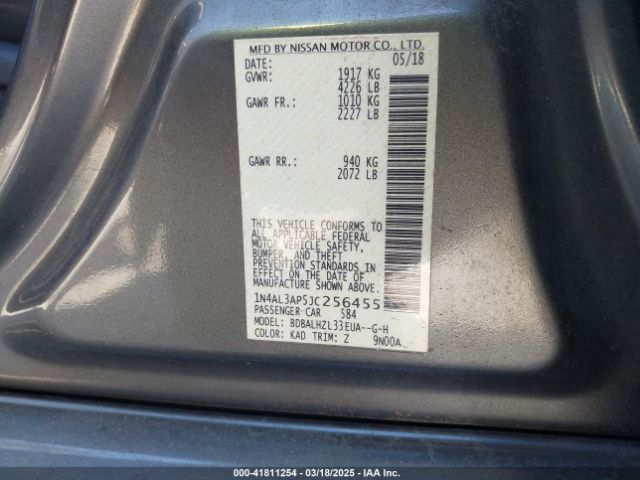 MFD BY NISSAN MOTOR CO., LTD.
DATE: 05/18
GVWR: 1917 KG
4226 LB
GAWR FR.: 1010 KG
2227 LB
GAWR RR.: 940 KG
2072 LB
THIS VEHICLE CONFORMS TO
ALL APPLICABLE FEDERAL
MOTOR VEHICLE SAFETY,
BUMPER, AND THEFT
PREVENTION STANDARDS IN
EFFECT ON THE DATE OF
MANUFACTURE SHOWN ABOVE.
1N4AL3AP5JC256455
PASSENGER CAR 584
MODEL: BDBALHZL33EUA--G-H
COLOR: KAD TRIM: Z 9N00A
000-41811254 | 03/18/2025 | IAA Inc.